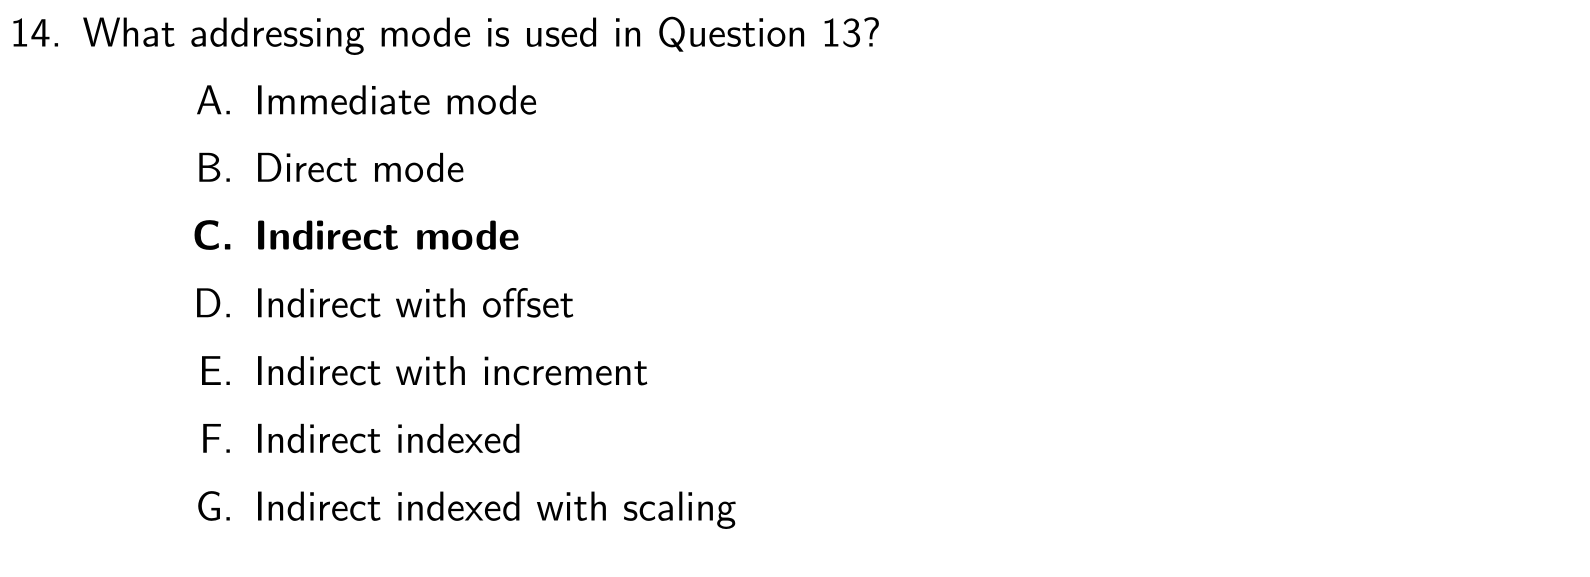 14. What addressing mode is used in Question 13?
A. Immediate mode
B. Direct mode
C. Indirect mode
D. Indirect with offset
E. Indirect with increment
F. Indirect indexed
G. Indirect indexed with scaling